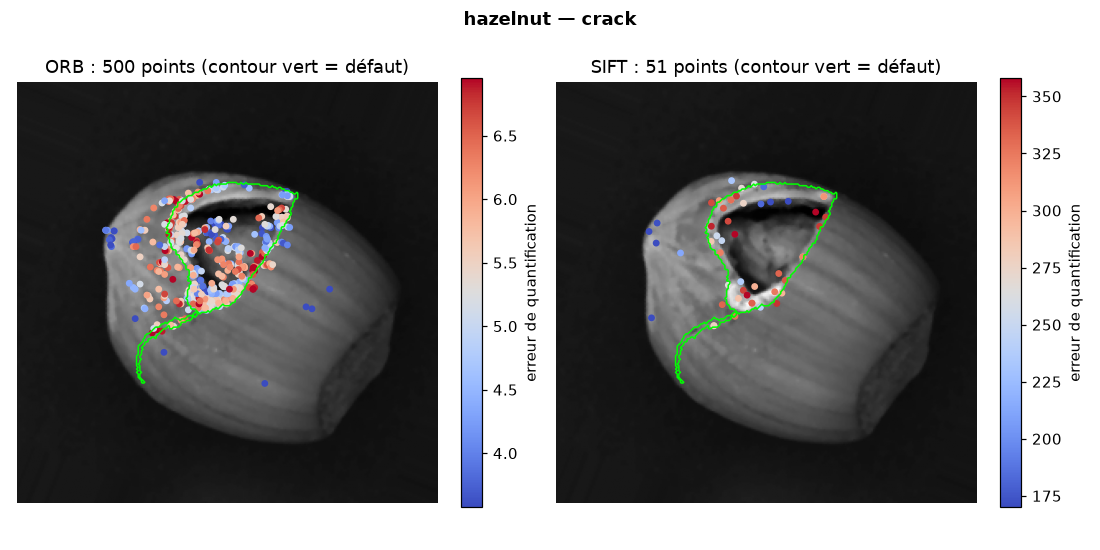 hazelnut — crack
ORB : 500 points (contour vert = défaut)
6.5
6.0
5.5
5.0
4.5
4.0
erreur de quantification
SIFT : 51 points (contour vert = défaut)
350
325
300
275
250
225
200
175
erreur de quantification